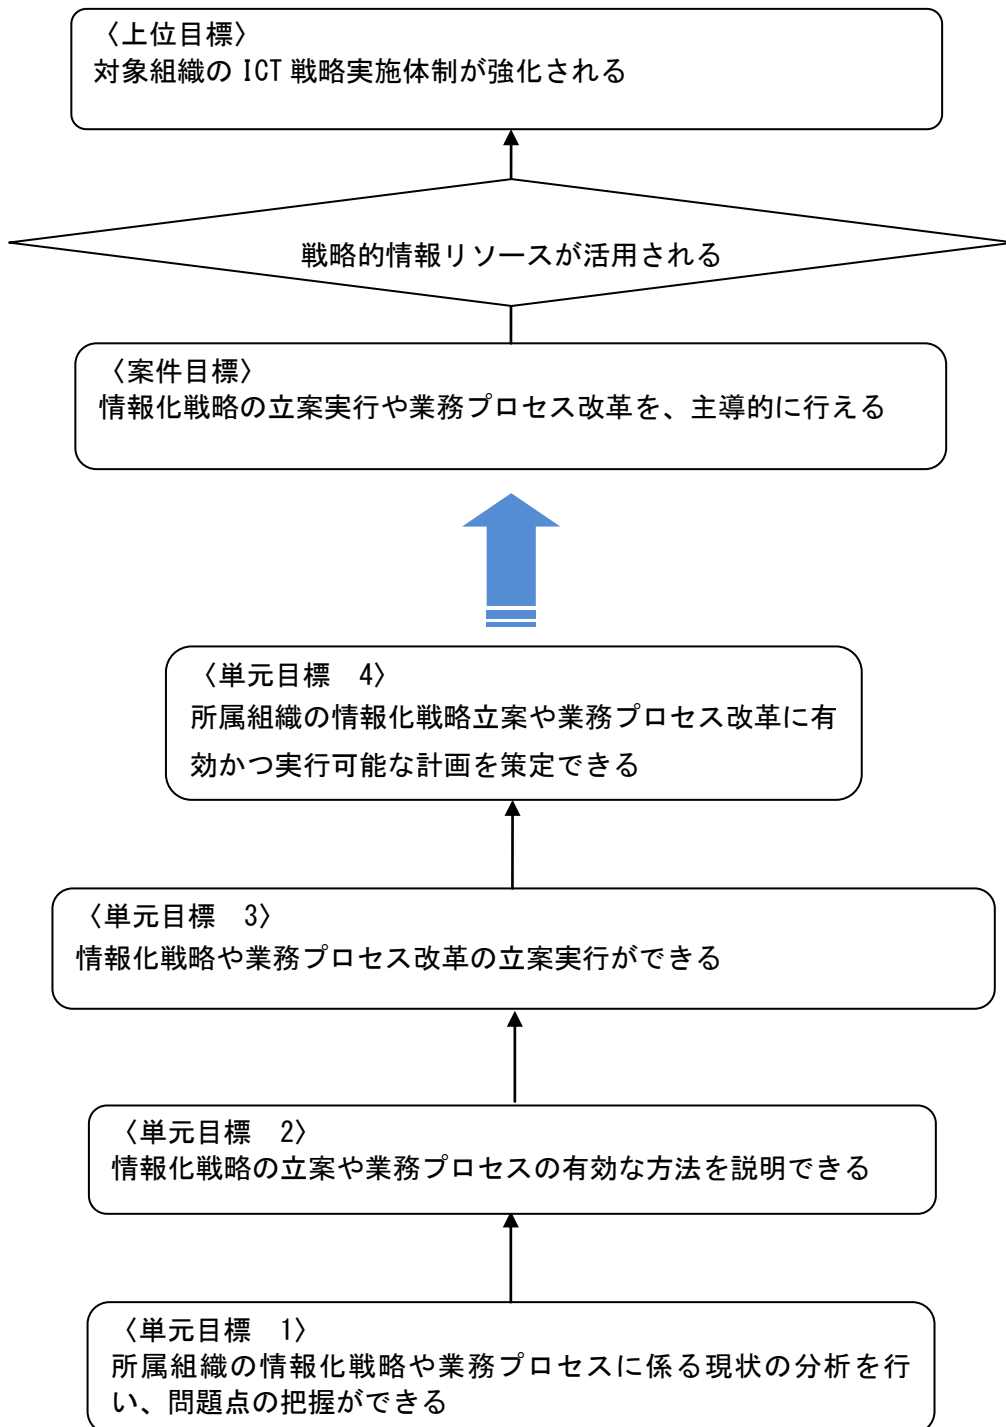 〈上位目標〉
対象組織の ICT 戦略実施体制が強化される
戦略的情報リソースが活用される
〈案件目標〉
情報化戦略の立案実行や業務プロセス改革を、主導的に行える
〈単元目標　4〉
所属組織の情報化戦略立案や業務プロセス改革に有
効かつ実行可能な計画を策定できる
〈単元目標　3〉
情報化戦略や業務プロセス改革の立案実行ができる
〈単元目標　2〉
情報化戦略の立案や業務プロセスの有効な方法を説明できる
〈単元目標　1〉
所属組織の情報化戦略や業務プロセスに係る現状の分析を行
い、問題点の把握ができる